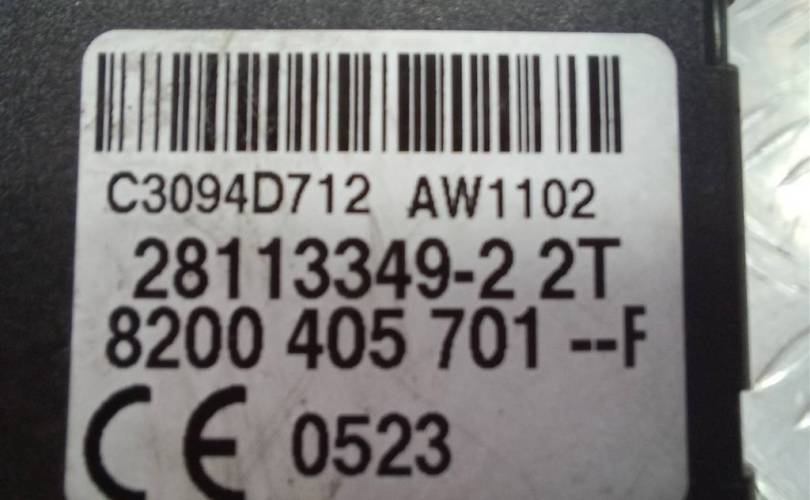 C3094D712 AW1102
28113349-2 2T
8200 405 701 --F
CE 0523